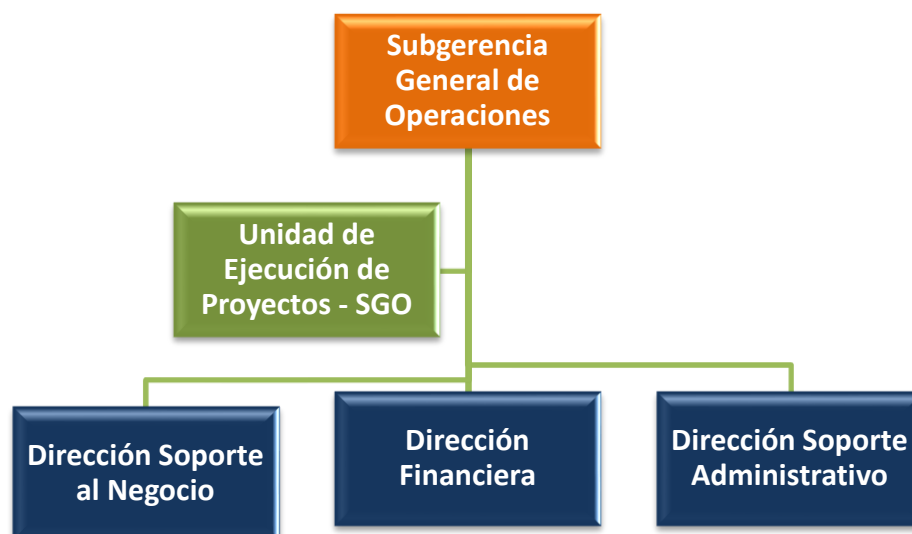 Subgerencia
General de
Operaciones
Unidad de
Ejecución de
Proyectos - SGO
Dirección Soporte
al Negocio
Dirección
Financiera
Dirección Soporte
Administrativo